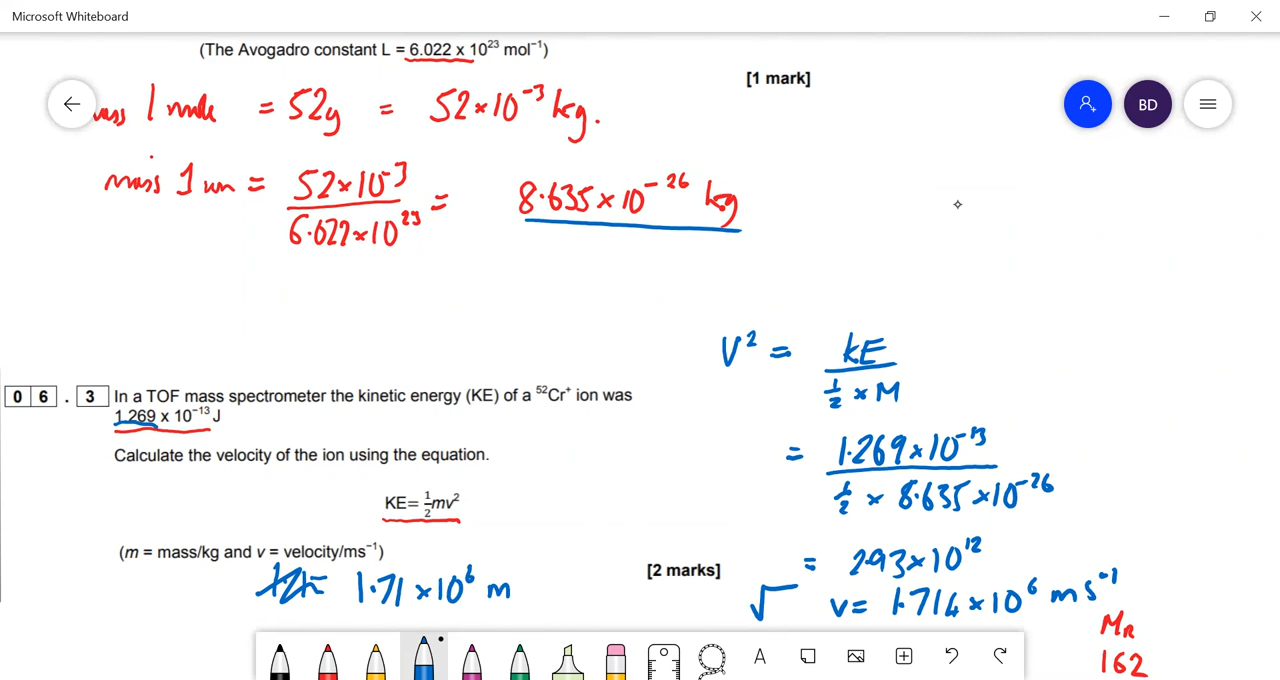 Microsoft Whiteboard
(The Avogadro constant L = 6.022 x 10²³ mol⁻¹)
[1 mark]
BD
mass 1 mole = 52g = 52×10⁻³ kg.
mass 1 ion = 52×10⁻³ / 6.022×10²³ = 8.635×10⁻²⁶ kg
V² = KE / ½ × M
06.3 In a TOF mass spectrometer the kinetic energy (KE) of a ⁵²Cr⁺ ion was
1.269 x 10⁻¹³ J
= 1.269×10⁻¹³ / ½ × 8.635×10⁻²⁶
Calculate the velocity of the ion using the equation.
KE= ½mv²
(m = mass/kg and v = velocity/ms⁻¹)
[2 marks]
= 2.93×10¹²
1.71×10⁶ m
√ v= 1.714×10⁶ ms⁻¹
MR
162
A